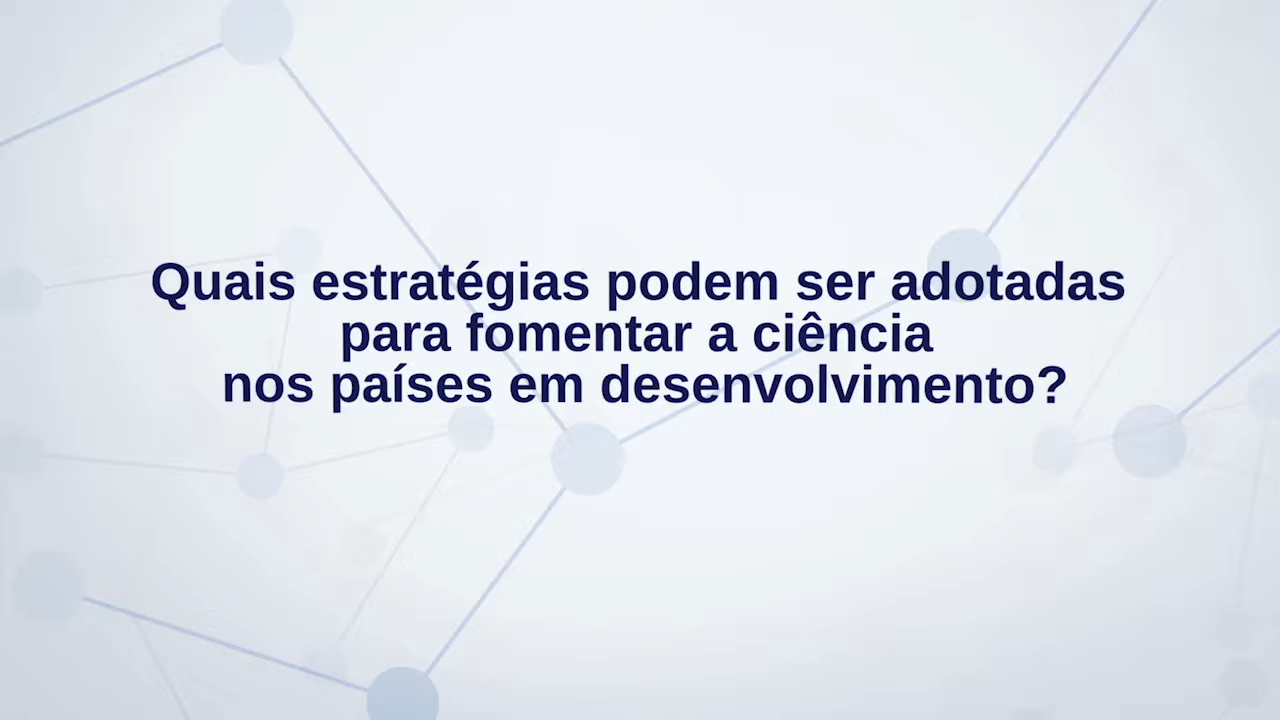 Quais estratégias podem ser adotadas
para fomentar a ciência
nos países em desenvolvimento?